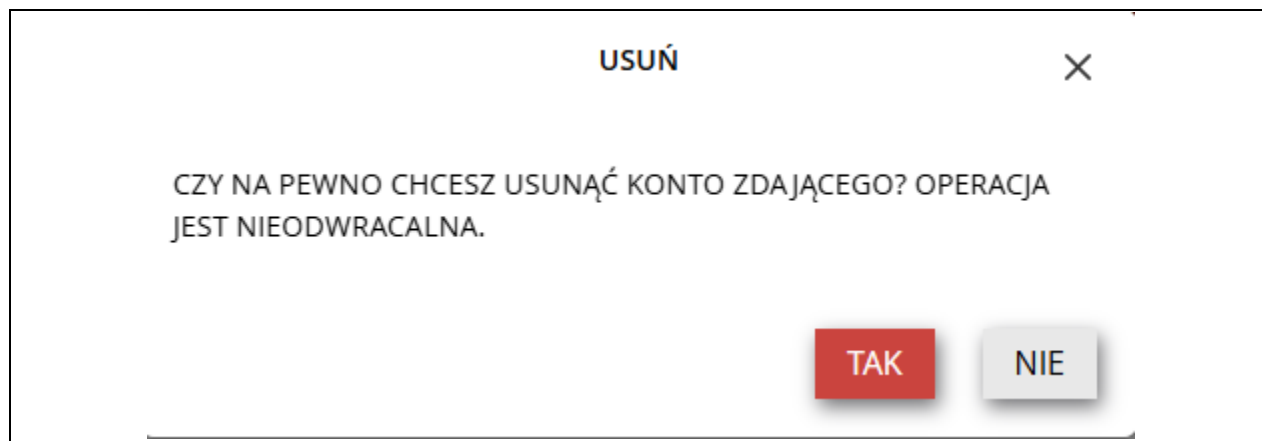 USUŃ
CZY NA PEWNO CHCESZ USUNĄĆ KONTO ZDAJĄCEGO? OPERACJA
JEST NIEODWRACALNA.
TAK NIE